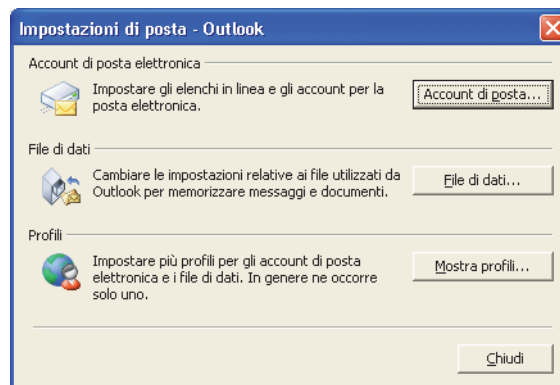 Impostazioni di posta - Outlook
Account di posta elettronica
Impostare gli elenchi in linea e gli account per la
posta elettronica.
Account di posta...
File di dati
Cambiare le impostazioni relative ai file utilizzati da
Outlook per memorizzare messaggi e documenti.
File di dati...
Profili
Impostare più profili per gli account di posta
elettronica e i file di dati. In genere ne occorre
solo uno.
Mostra profili...
Chiudi